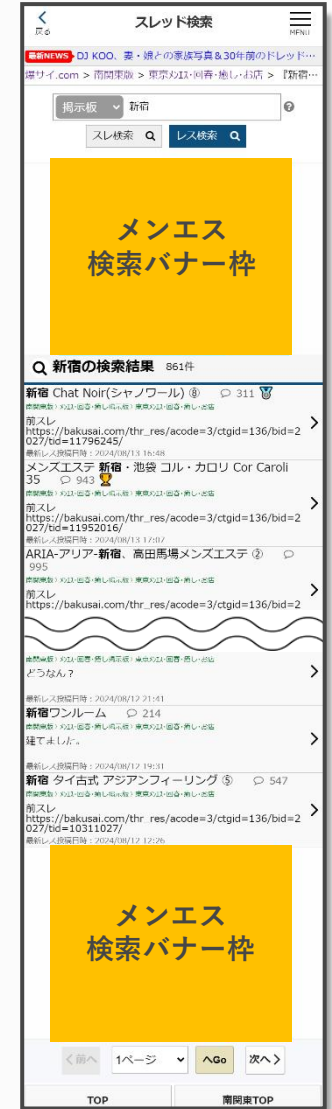 戻る
スレッド検索
MENU
最新NEWS DJ KOO、妻・娘との家族写真＆30年前のドレッド…
爆サイ.com > 南関東版 > 東京ﾒﾝｴｽ・回春・癒し・お店 > 『新宿…
掲示板 新宿
スレ検索 レス検索
メンエス
検索バナー枠
新宿の検索結果 861件
新宿 Chat Noir(シャノワール) ⑧ 311
南関東版 › ﾒﾝｴｽ・回春・癒し掲示板 › 東京ﾒﾝｴｽ・回春・癒し・お店
前スレ
https://bakusai.com/thr_res/acode=3/ctgid=136/bid=2
027/tid=11796245/
最新レス投稿日時：2024/08/13 16:48
メンズエステ 新宿・池袋 コル・カロリ Cor Caroli
35 943
南関東版 › ﾒﾝｴｽ・回春・癒し掲示板 › 東京ﾒﾝｴｽ・回春・癒し・お店
前スレ
https://bakusai.com/thr_res/acode=3/ctgid=136/bid=2
027/tid=11952016/
最新レス投稿日時：2024/08/13 17:07
ARIA-アリア-新宿、高田馬場メンズエステ ②
995
南関東版 › ﾒﾝｴｽ・回春・癒し掲示板 › 東京ﾒﾝｴｽ・回春・癒し・お店
前スレ
https://bakusai.com/thr_res/acode=3/ctgid=136/bid=2
南関東版 › ﾒﾝｴｽ・回春・癒し掲示板 › 東京ﾒﾝｴｽ・回春・癒し・お店
どうなん？
最新レス投稿日時：2024/08/12 21:41
新宿ワンルーム 214
南関東版 › ﾒﾝｴｽ・回春・癒し掲示板 › 東京ﾒﾝｴｽ・回春・癒し・お店
建てました。
最新レス投稿日時：2024/08/12 19:31
新宿 タイ古式 アジアンフィーリング ⑤ 547
南関東版 › ﾒﾝｴｽ・回春・癒し掲示板 › 東京ﾒﾝｴｽ・回春・癒し・お店
前スレ
https://bakusai.com/thr_res/acode=3/ctgid=136/bid=2
027/tid=10311027/
最新レス投稿日時：2024/08/12 12:26
メンエス
検索バナー枠
前へ 1ページ へGo 次へ
TOP 南関東TOP